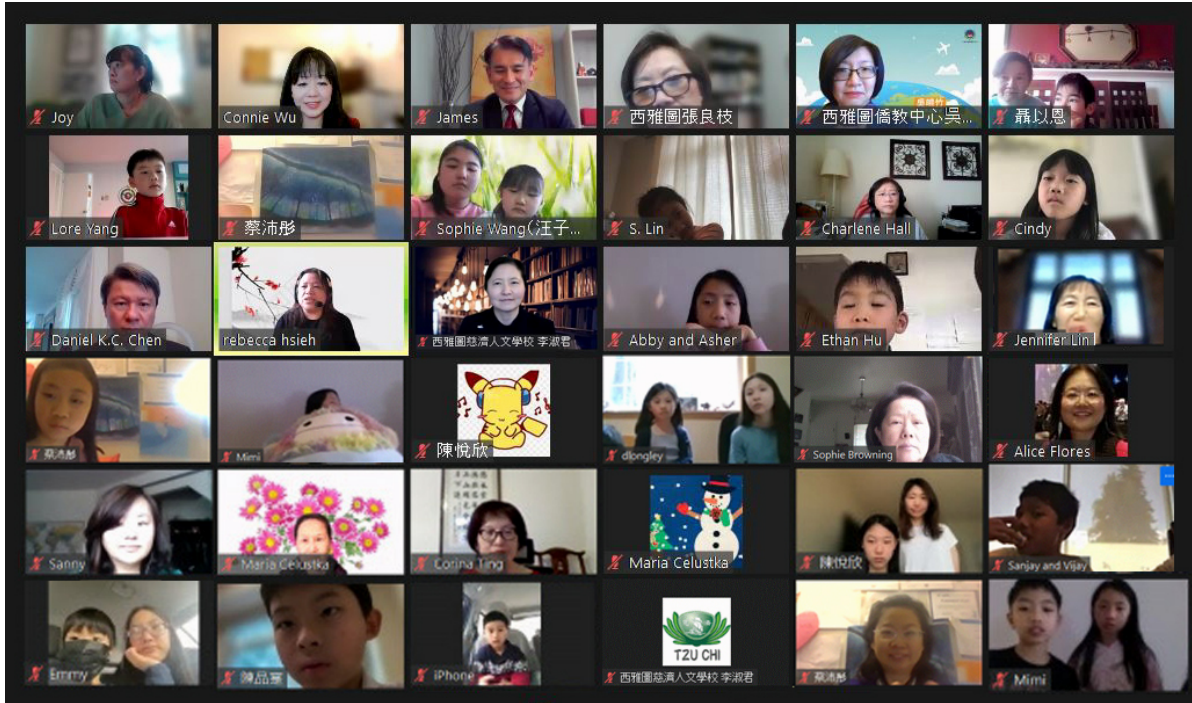 Joy
Connie Wu
James
西雅圖張良枝
西雅圖僑教中心吳...
聶以恩
Lore Yang
蔡沛彤
Sophie Wang(汪子...
S. Lin
Charlene Hall
Cindy
Daniel K.C. Chen
rebecca hsieh
西雅圖慈濟人文學校 李淑君
Abby and Asher
Ethan Hu
Jennifer Lin
蔡沛彤
Mimi
陳悅欣
dlongley
Sophie Browning
Alice Flores
Sanny
Maria Celustka
Corina Ting
Maria Celustka
陳悅欣
Sanjay and Vijay
Emmy
陳品寧
iPhone
TZU CHI
西雅圖慈濟人文學校 李淑君
蔡沛彤
Mimi